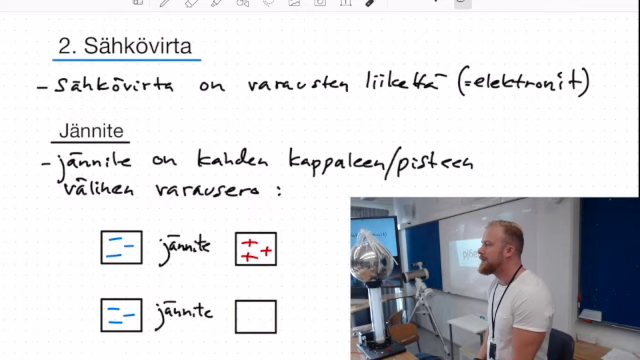 2. Sähkövirta
- Sähkövirta on varausten liikettä (=elektronit)
Jännite
- jännite on kahden kappaleen/pisteen
välinen varausero :
jännite
jännite